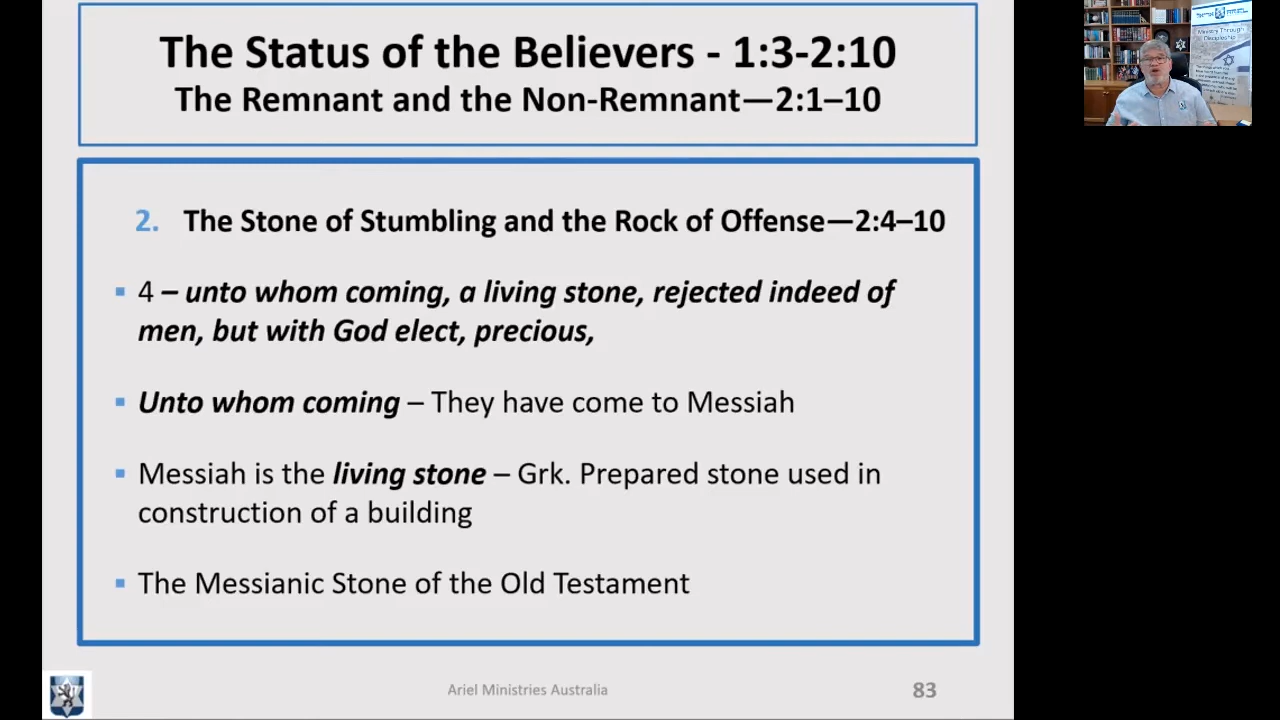 The Status of the Believers - 1:3-2:10
The Remnant and the Non-Remnant—2:1–10
2. The Stone of Stumbling and the Rock of Offense—2:4–10
▪ 4 – unto whom coming, a living stone, rejected indeed of
men, but with God elect, precious,
▪ Unto whom coming – They have come to Messiah
▪ Messiah is the living stone – Grk. Prepared stone used in
construction of a building
▪ The Messianic Stone of the Old Testament
Ariel Ministries Australia
83
Ministry Through
Discipleship